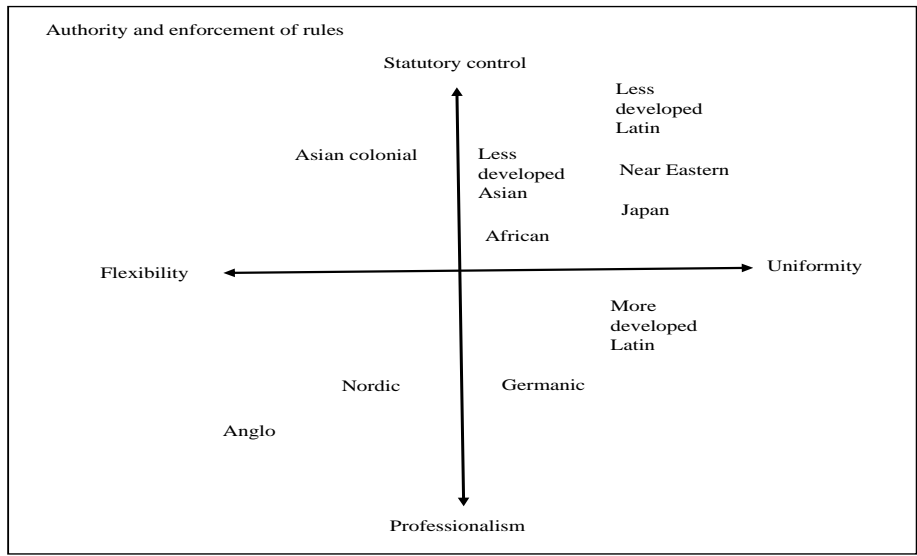 Authority and enforcement of rules
Statutory control
Less
developed
Latin
Asian colonial
Less
developed
Asian
Near Eastern
Japan
African
Flexibility
Uniformity
More
developed
Latin
Nordic
Germanic
Anglo
Professionalism